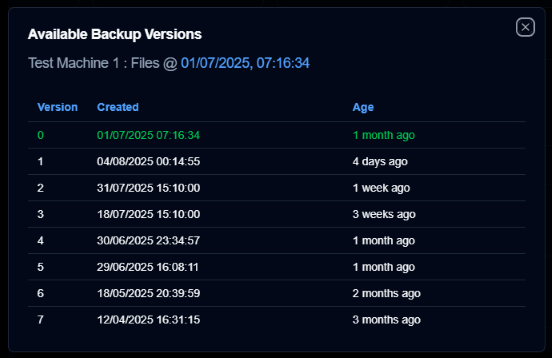 Available Backup Versions
Test Machine 1 : Files @ 01/07/2025, 07:16:34
Version Created Age
0 01/07/2025 07:16:34 1 month ago
1 04/08/2025 00:14:55 4 days ago
2 31/07/2025 15:10:00 1 week ago
3 18/07/2025 15:10:00 3 weeks ago
4 30/06/2025 23:34:57 1 month ago
5 29/06/2025 16:08:11 1 month ago
6 18/05/2025 20:39:59 2 months ago
7 12/04/2025 16:31:15 3 months ago